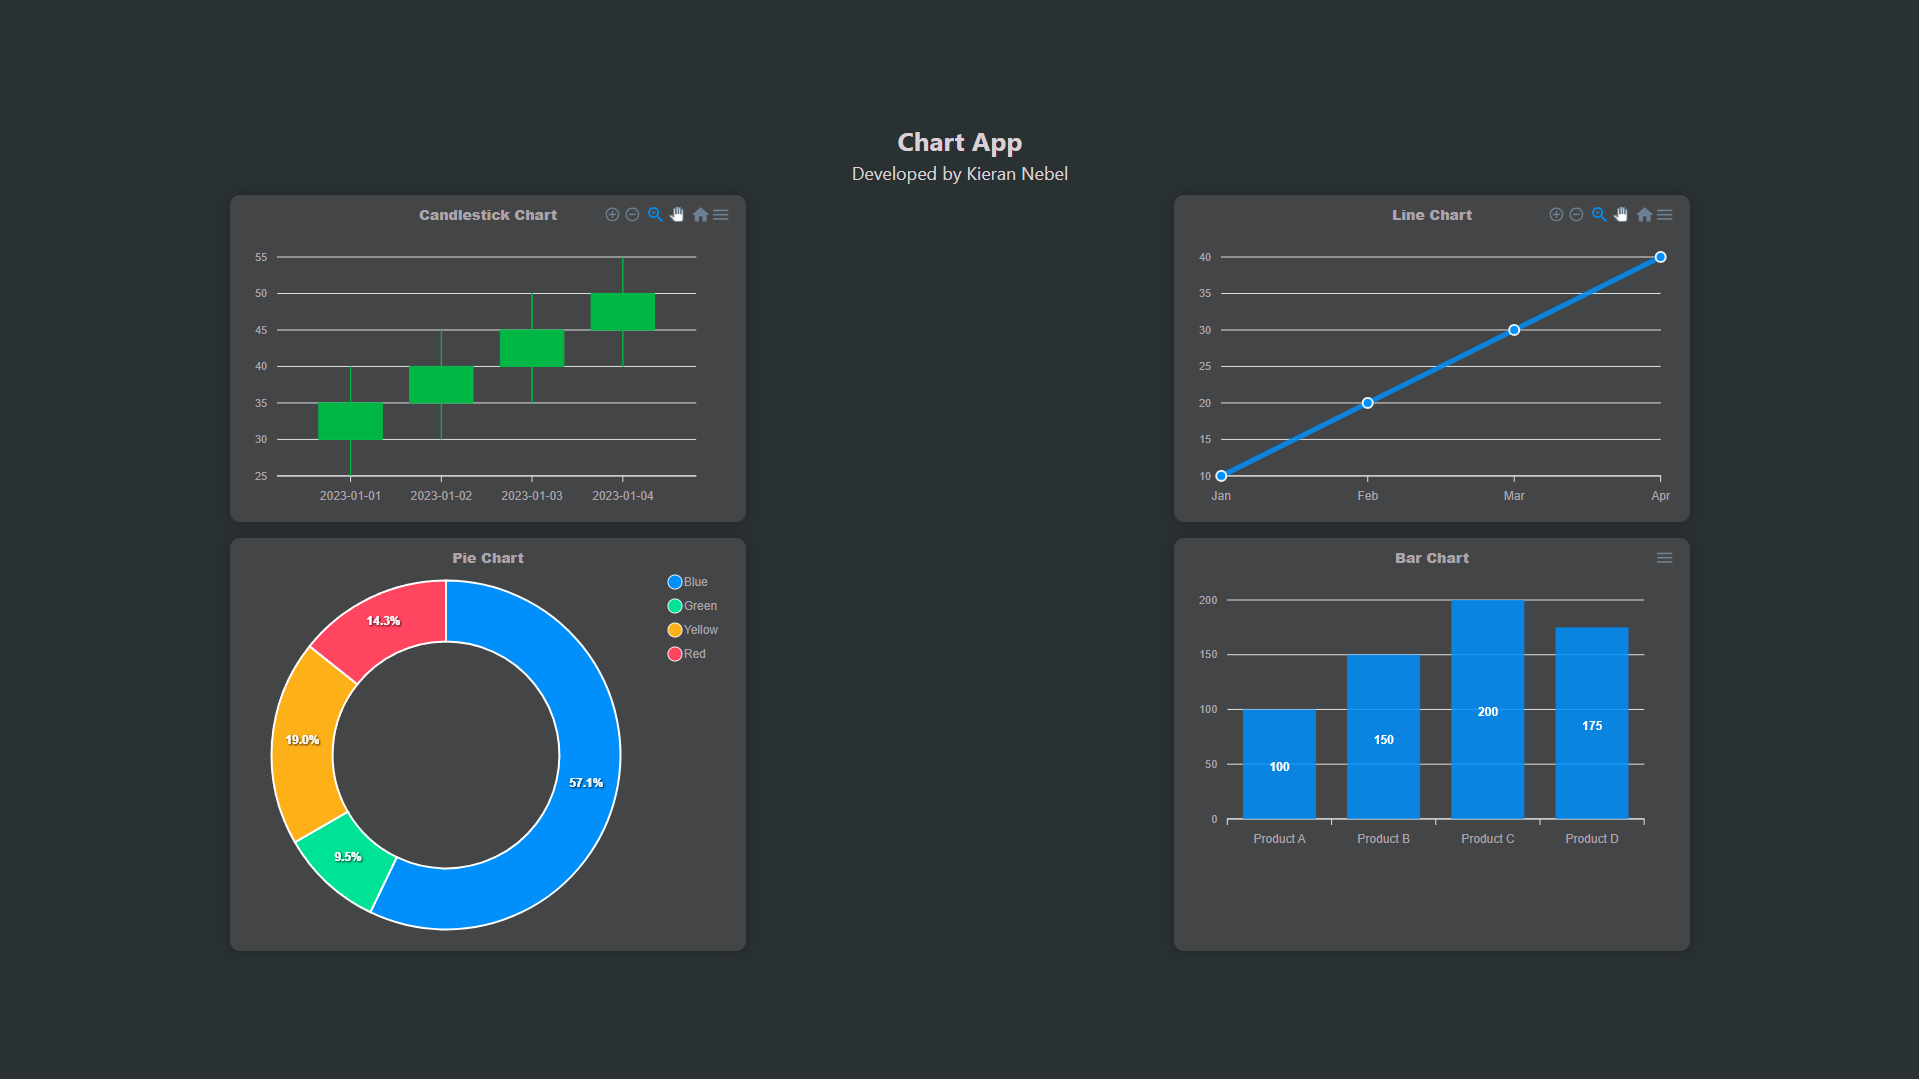 Chart App
Developed by Kieran Nebel
Candlestick Chart
55
50
45
40
35
30
25
2023-01-01 2023-01-02 2023-01-03 2023-01-04
Line Chart
40
35
30
25
20
15
10
Jan Feb Mar Apr
Pie Chart
Blue
Green
Yellow
Red
14.3%
19.0%
57.1%
9.5%
Bar Chart
200
150
100
50
0
100 150 200 175
Product A Product B Product C Product D